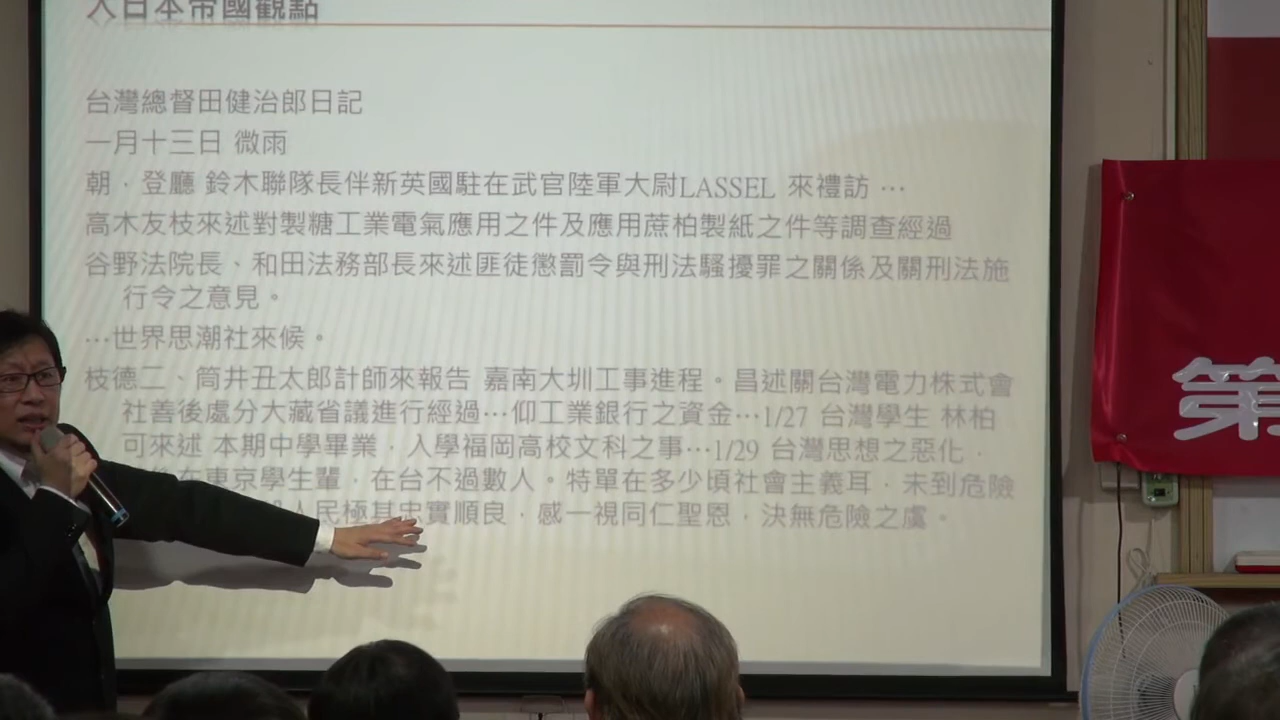 大日本帝國觀點
台灣總督田健治郎日記
一月十三日 微雨
朝．登廳 鈴木聯隊長伴新英國駐在武官陸軍大尉LASSEL 來禮訪 …
高木友枝來述對製糖工業電氣應用之件及應用蔗柏製紙之件等調查經過
谷野法院長、和田法務部長來述匪徒懲罰令與刑法騷擾罪之關係及關刑法施
行令之意見。
…世界思潮社來候。
枝德二、筒井丑太郎計師來報告 嘉南大圳工事進程。昌述關台灣電力株式會
社善後處分大藏省議進行經過…仰工業銀行之資金…1/27 台灣學生 林柏
可來述 本期中學畢業．入學福岡高校文科之事…1/29 台灣思想之惡化．
在東京學生輩．在台不過數人。特單在多少傾社會主義耳．未到危險
人民極其忠實順良．感一視同仁聖恩．決無危險之虞。
第